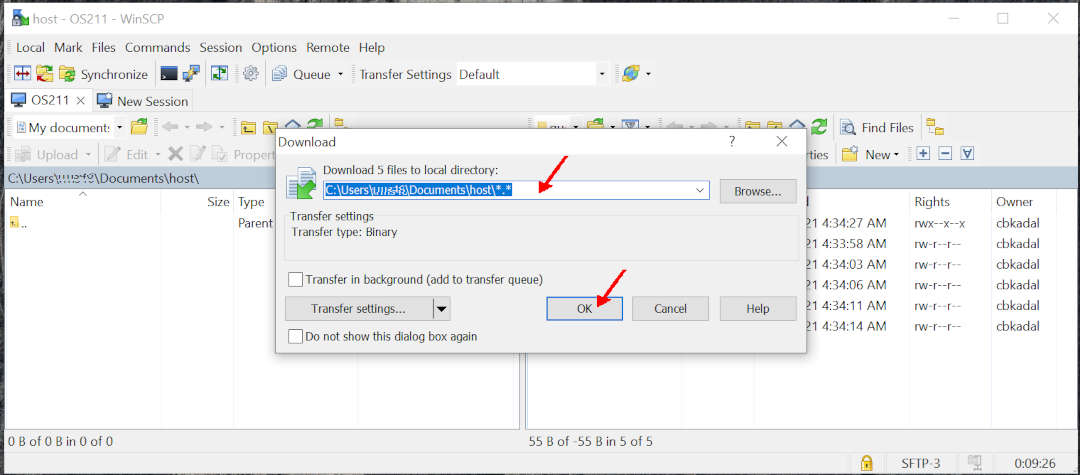 host - OS211 - WinSCP
Local Mark Files Commands Session Options Remote Help
Synchronize Queue Transfer Settings Default
OS211 New Session
My document: Find Files
Upload Edit Propert rties New
C:\Users\ \Documents\host\
Name Size Type Rights Owner
.. Parent 21 4:34:27 AM rwx--x--x cbkadal
21 4:33:58 AM rw-r--r-- cbkadal
21 4:34:03 AM rw-r--r-- cbkadal
21 4:34:06 AM rw-r--r-- cbkadal
21 4:34:11 AM rw-r--r-- cbkadal
21 4:34:14 AM rw-r--r-- cbkadal
Download ?
Download 5 files to local directory:
C:\Users\ \Documents\host\*.*
Browse...
Transfer settings
Transfer type: Binary
Transfer in background (add to transfer queue)
Transfer settings... OK Cancel Help
Do not show this dialog box again
0 B of 0 B in 0 of 0 55 B of -55 B in 5 of 5
SFTP-3 0:09:26